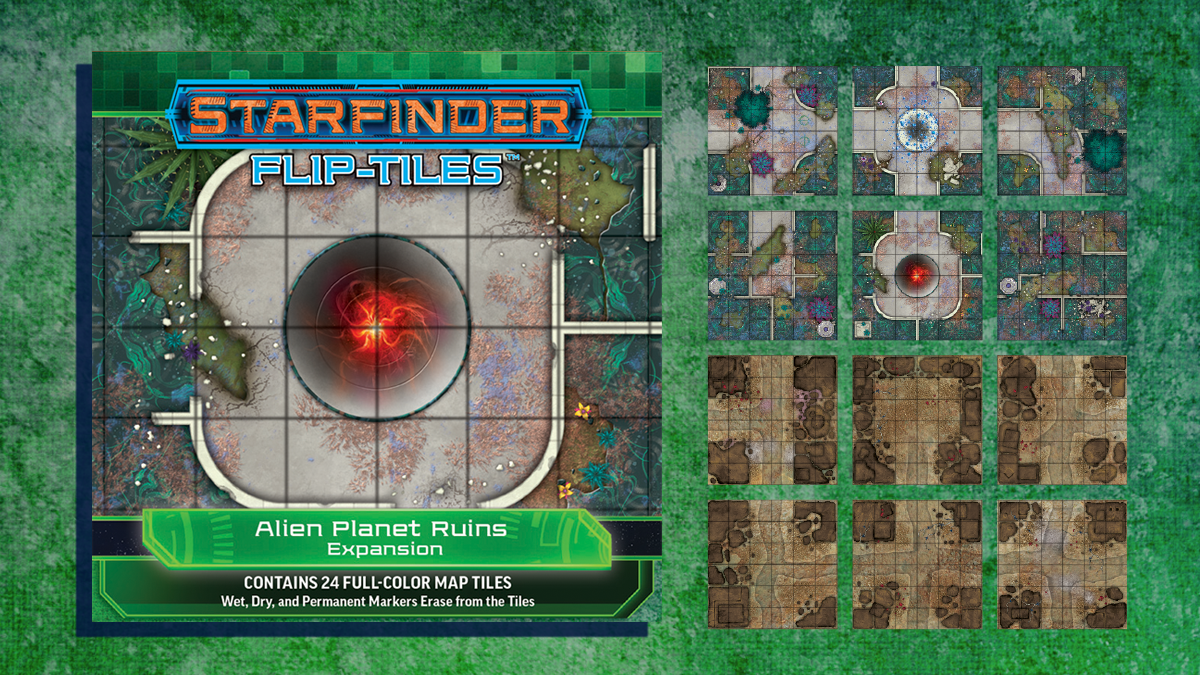 STARFINDER
FLIP-TILES™
Alien Planet Ruins
Expansion
CONTAINS 24 FULL-COLOR MAP TILES
Wet, Dry, and Permanent Markers Erase from the Tiles